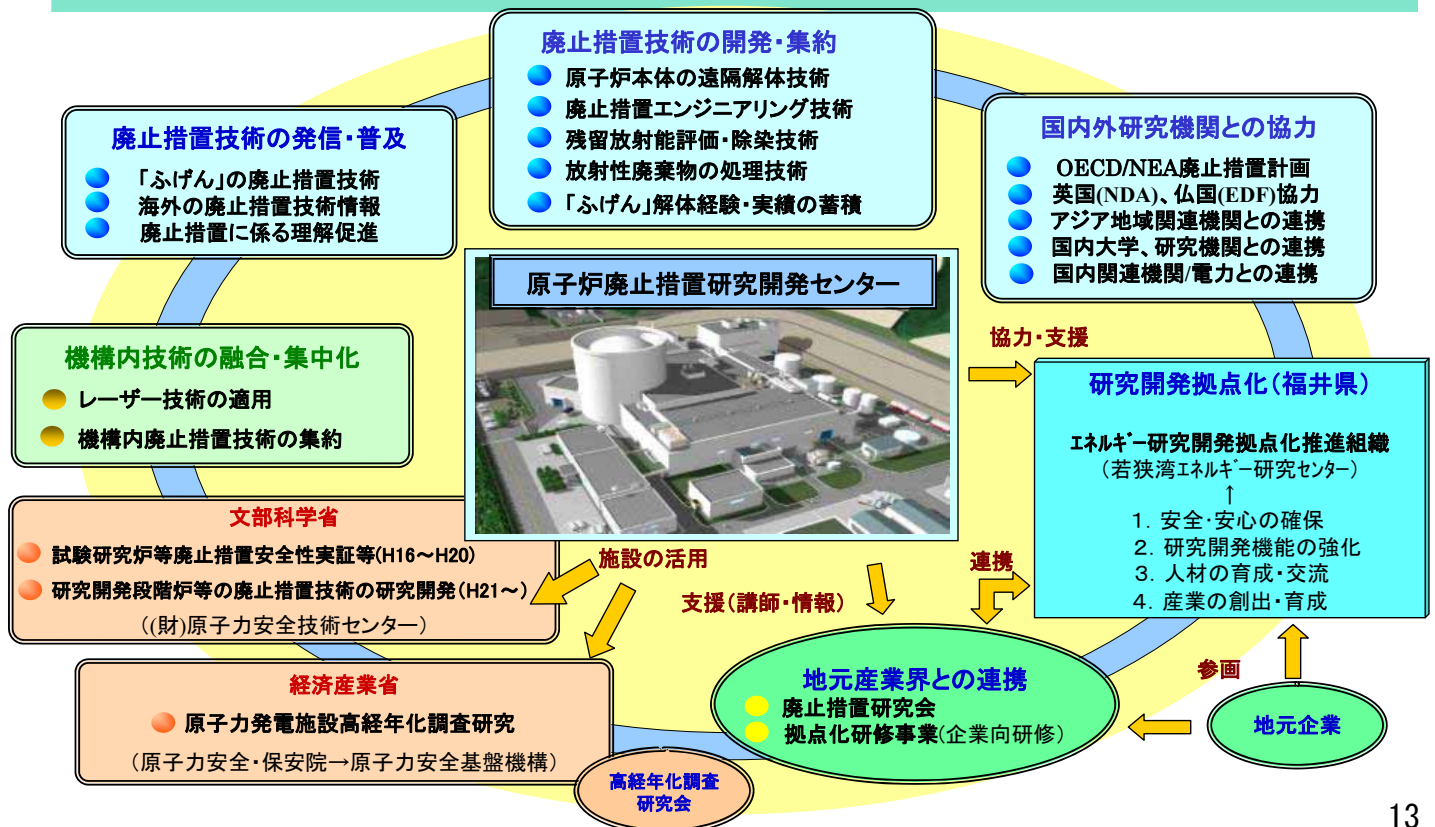 廃止措置技術の開発・集約
原子炉本体の遠隔解体技術
廃止措置エンジニアリング技術
残留放射能評価・除染技術
放射性廃棄物の処理技術
「ふげん」解体経験・実績の蓄積
廃止措置技術の発信・普及
「ふげん」の廃止措置技術
海外の廃止措置技術情報
廃止措置に係る理解促進
国内外研究機関との協力
OECD/NEA廃止措置計画
英国(NDA)、仏国(EDF)協力
アジア地域関連機関との連携
国内大学、研究機関との連携
国内関連機関/電力との連携
原子炉廃止措置研究開発センター
機構内技術の融合・集中化
レーザー技術の適用
機構内廃止措置技術の集約
協力・支援
研究開発拠点化(福井県)
エネルギー研究開発拠点化推進組織
(若狭湾エネルギー研究センター)
↑
1. 安全・安心の確保
2. 研究開発機能の強化
3. 人材の育成・交流
4. 産業の創出・育成
文部科学省
試験研究炉等廃止措置安全性実証等(H16～H20)
研究開発段階炉等の廃止措置技術の研究開発(H21～)
((財)原子力安全技術センター)
施設の活用
支援(講師・情報)
連携
経済産業省
原子力発電施設高経年化調査研究
(原子力安全・保安院→原子力安全基盤機構)
高経年化調査
研究会
地元産業界との連携
廃止措置研究会
拠点化研修事業(企業向研修)
参画
地元企業
13